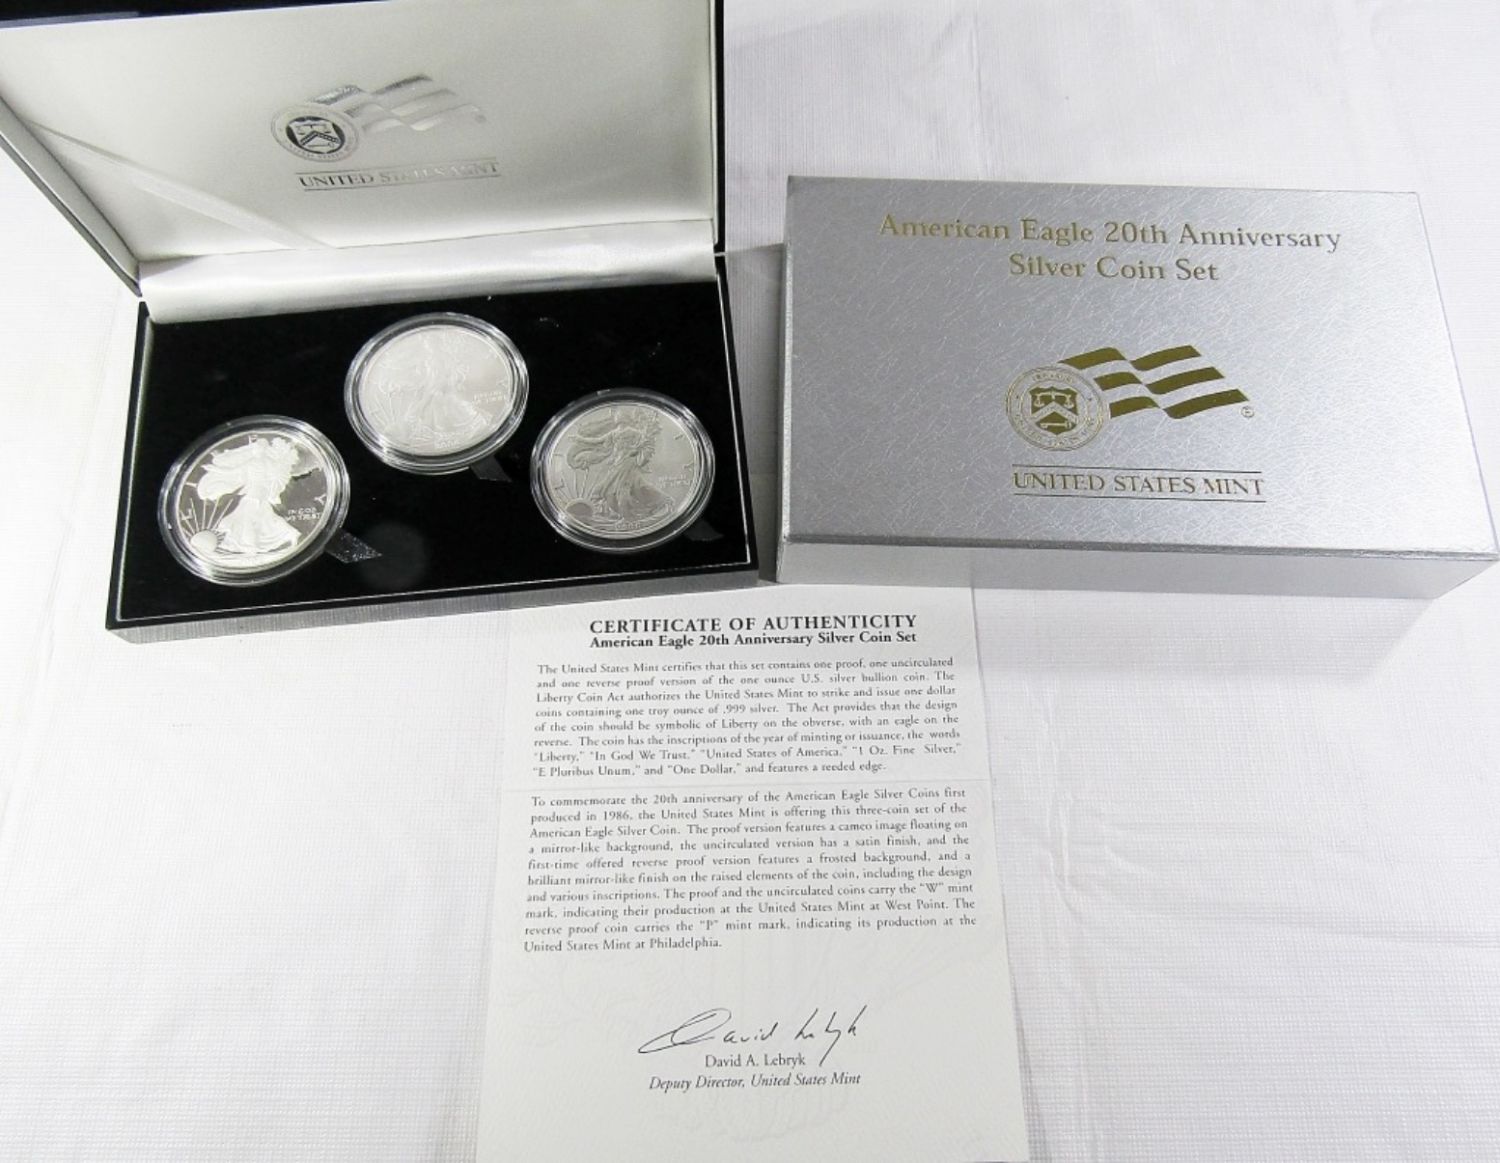 UNITED STATES MINT
American Eagle 20th Anniversary
Silver Coin Set
UNITED STATES MINT
LIBERTY
IN GOD
WE TRUST
CERTIFICATE OF AUTHENTICITY
American Eagle 20th Anniversary Silver Coin Set
The United States Mint certifies that this set contains one proof, one uncirculated
and one reverse proof version of the one ounce U.S. silver bullion coin. The
Liberty Coin Act authorizes the United States Mint to strike and issue one dollar
coins containing one troy ounce of .999 silver. The Act provides that the design
of the coin should be symbolic of Liberty on the obverse, with an eagle on the
reverse. The coin has the inscriptions of the year of minting or issuance, the words
"Liberty," "In God We Trust," "United States of America," "1 Oz. Fine Silver,"
"E Pluribus Unum," and "One Dollar," and features a reeded edge.
To commemorate the 20th anniversary of the American Eagle Silver Coins first
produced in 1986, the United States Mint is offering this three-coin set of the
American Eagle Silver Coin. The proof version features a cameo image floating on
a mirror-like background, the uncirculated version has a satin finish, and the
first-time offered reverse proof version features a frosted background, and a
brilliant mirror-like finish on the raised elements of the coin, including the design
and various inscriptions. The proof and the uncirculated coins carry the "W" mint
mark, indicating their production at the United States Mint at West Point. The
reverse proof coin carries the "P" mint mark, indicating its production at the
United States Mint at Philadelphia.
David Lebryk
David A. Lebryk
Deputy Director, United States Mint